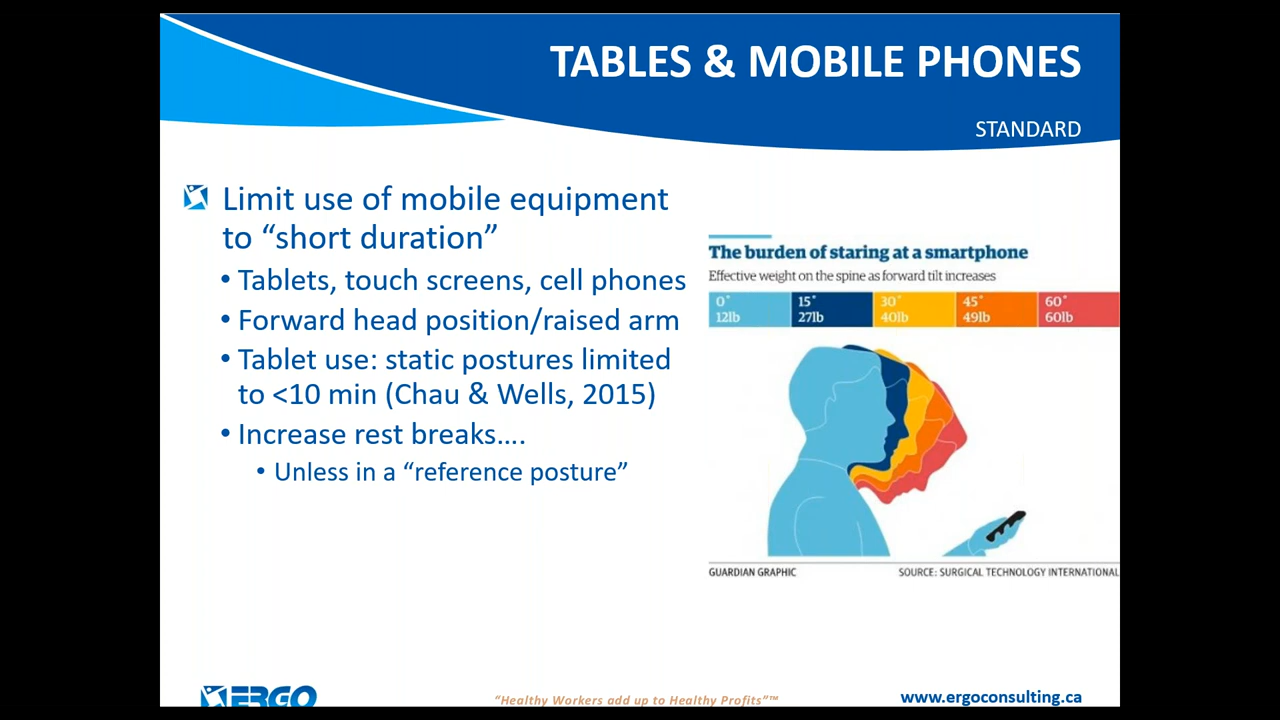 TABLES & MOBILE PHONES
STANDARD
Limit use of mobile equipment
to “short duration”
• Tablets, touch screens, cell phones
• Forward head position/raised arm
• Tablet use: static postures limited
to <10 min (Chau & Wells, 2015)
• Increase rest breaks....
• Unless in a “reference posture”
The burden of staring at a smartphone
Effective weight on the spine as forward tilt increases
0° 15° 30° 45° 60°
12lb 27lb 40lb 49lb 60lb
GUARDIAN GRAPHIC SOURCE: SURGICAL TECHNOLOGY INTERNATIONAL
ERGO
“Healthy Workers add up to Healthy Profits”™
www.ergoconsulting.ca